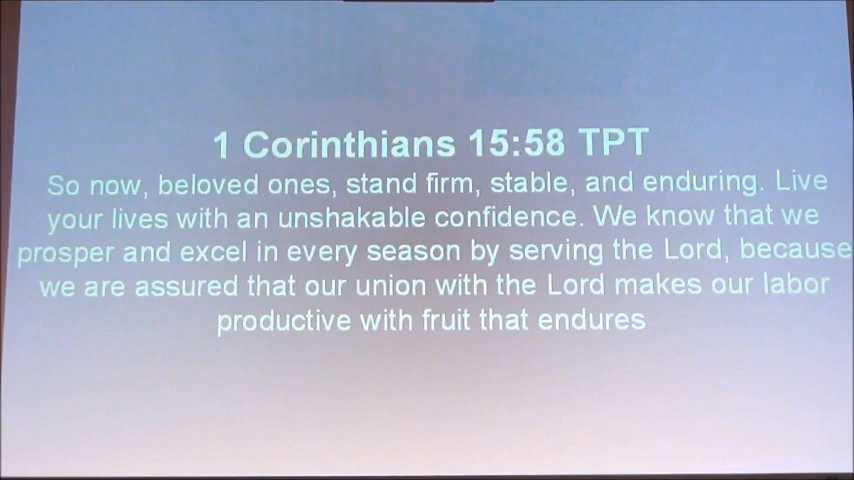 1 Corinthians 15:58 TPT
So now, beloved ones, stand firm, stable, and enduring. Live
your lives with an unshakable confidence. We know that we
prosper and excel in every season by serving the Lord, because
we are assured that our union with the Lord makes our labor
productive with fruit that endures